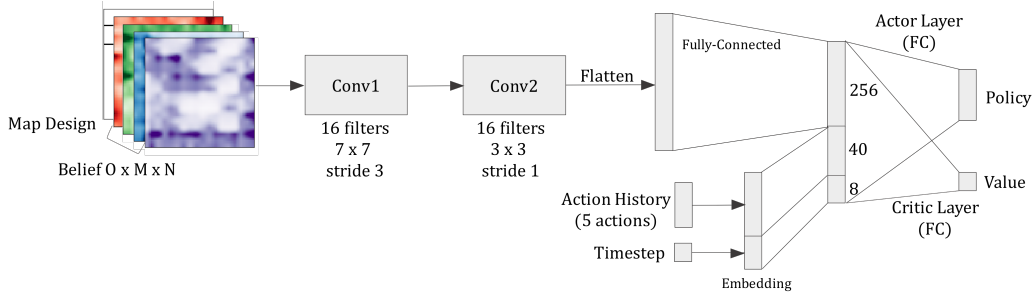 Map Design
Belief O x M x N
Conv1
16 filters
7 x 7
stride 3
Conv2
16 filters
3 x 3
stride 1
Flatten
Fully-Connected
Action History
(5 actions)
Timestep
Embedding
256
40
8
Actor Layer
(FC)
Policy
Value
Critic Layer
(FC)